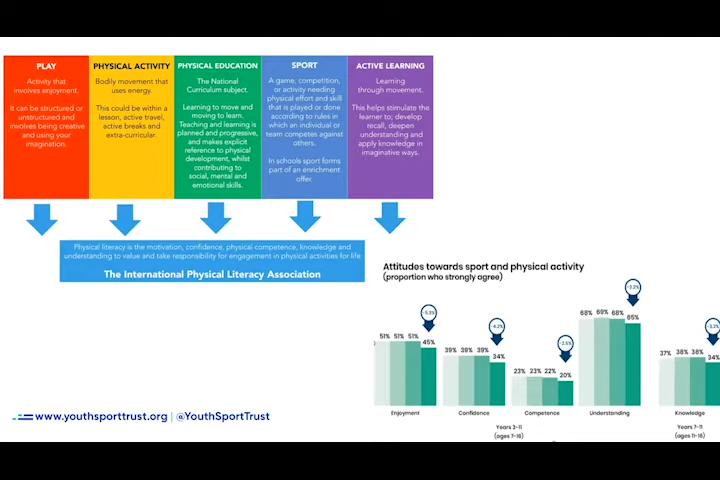 PLAY
Activity that
involves enjoyment.
It can be structured or
unstructured and
involves being creative
and using your
imagination.
PHYSICAL ACTIVITY
Bodily movement that
uses energy.
This could be within a
lesson, active travel,
active breaks and
extra-curricular.
PHYSICAL EDUCATION
The National
Curriculum subject.
Learning to move and
moving to learn.
Teaching and learning is
planned and progressive,
and makes explicit
reference to physical
development, whilst
contributing to
social, mental and
emotional skills.
SPORT
A game, competition,
or activity needing
physical effort and skill
that is played or done
according to rules in
which an individual or
team competes against
others.
In schools sport forms
part of an enrichment
offer.
ACTIVE LEARNING
Learning
through movement.
This helps stimulate the
learner to; develop
recall, deepen
understanding and
apply knowledge in
imaginative ways.
Physical literacy is the motivation, confidence, physical competence, knowledge and
understanding to value and take responsibility for engagement in physical activities for life
The International Physical Literacy Association
Attitudes towards sport and physical activity
(proportion who strongly agree)
-5.3% -4.2% -2.5% -3.2% -3.2%
51% 51% 51% 45%
39% 39% 39% 34%
23% 23% 22% 20%
68% 69% 68% 65%
37% 38% 38% 34%
Enjoyment Confidence Competence Understanding Knowledge
Years 3-11
(ages 7-16)
Years 7-11
(ages 11-16)
www.youthsporttrust.org | @YouthSportTrust